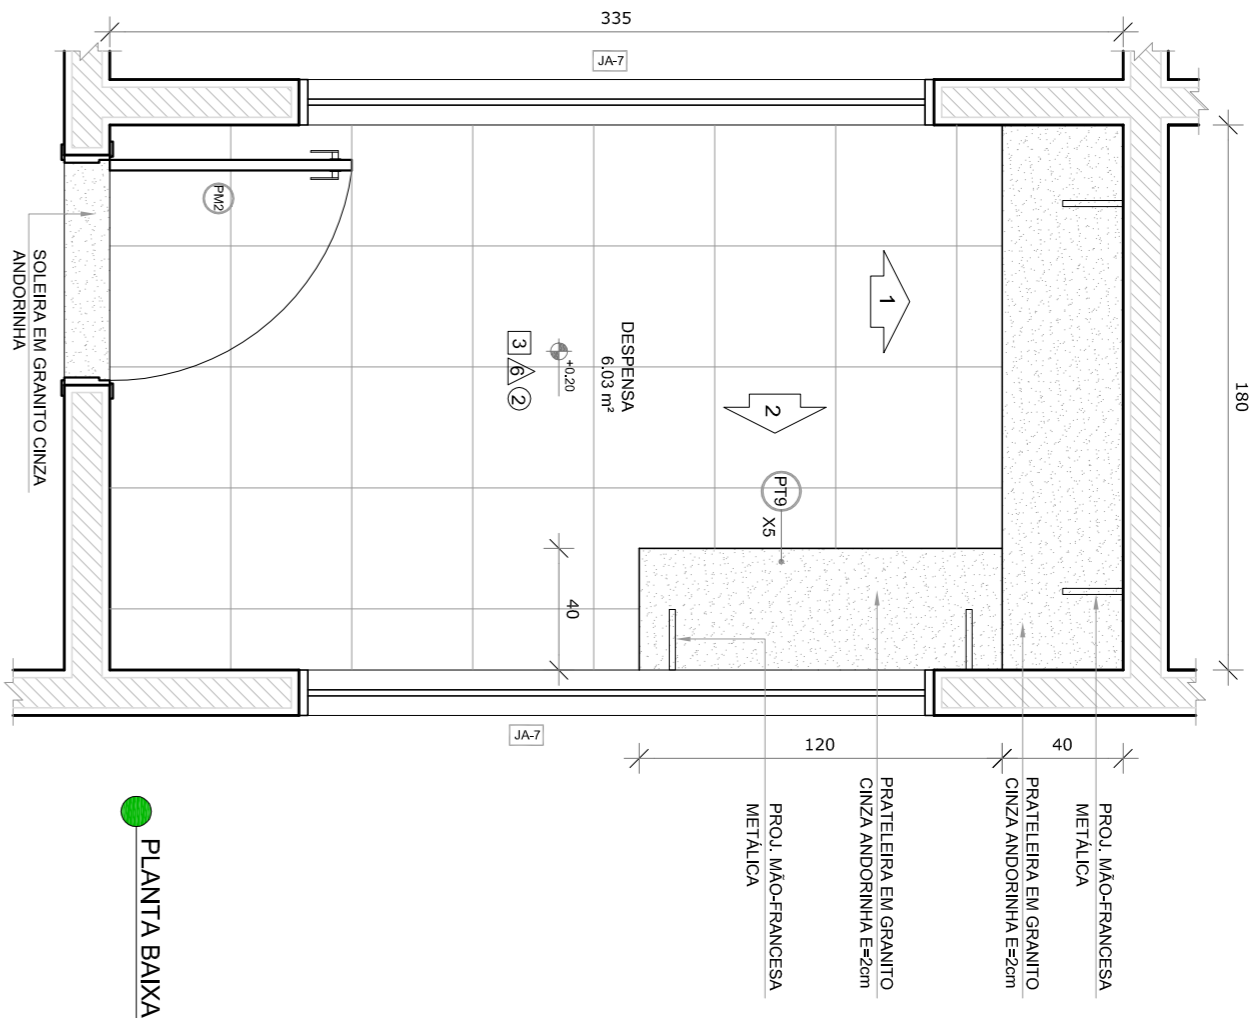 335
JA-7
180
PM2
SOLEIRA EM GRANITO CINZA
ANDORINHA
DESPENSA
6.03 m²
+0.20
3 6 2
1
2
PT9
X5
40
JA-7
120
40
PROJ. MÃO-FRANCESA
METÁLICA
PRATELEIRA EM GRANITO
CINZA ANDORINHA E=2cm
PRATELEIRA EM GRANITO
CINZA ANDORINHA E=2cm
PROJ. MÃO-FRANCESA
METÁLICA
PLANTA BAIXA